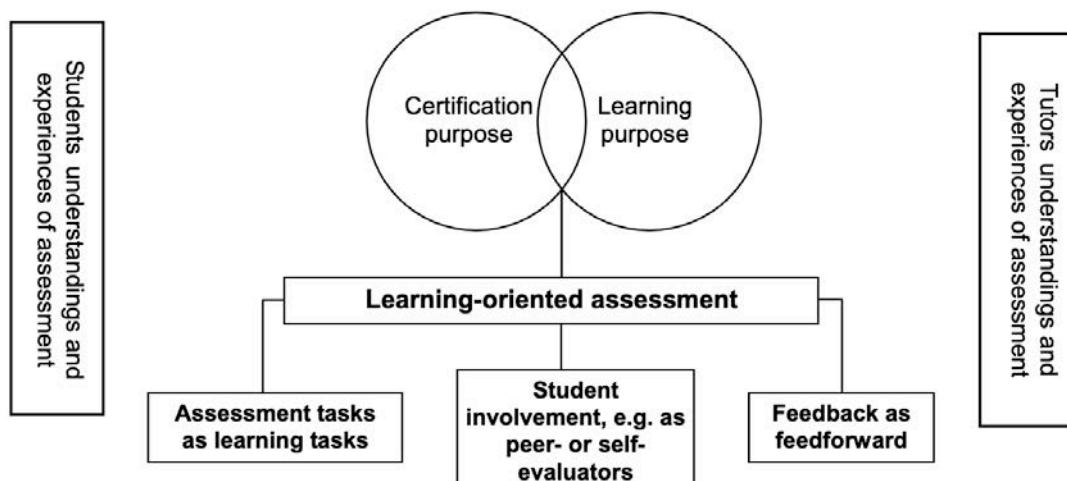 Students understandings and
experiences of assessment
Certification
purpose
Learning
purpose
Tutors understandings and
experiences of assessment
Learning-oriented assessment
Assessment tasks
as learning tasks
Student
involvement, e.g. as
peer- or self-
evaluators
Feedback as
feedforward